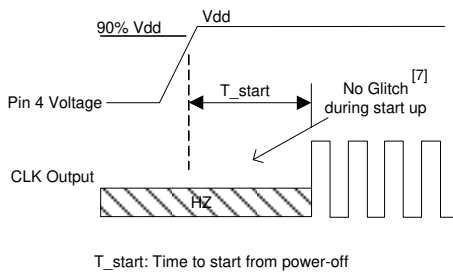 Vdd
90% Vdd
T_start
No Glitch [7]
during start up
Pin 4 Voltage
CLK Output
HZ
T_start: Time to start from power-off